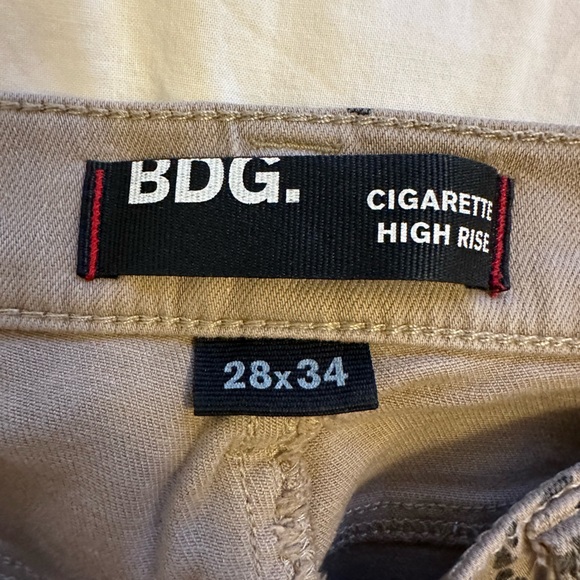 BDG.
CIGARETTE
HIGH RISE
28x34